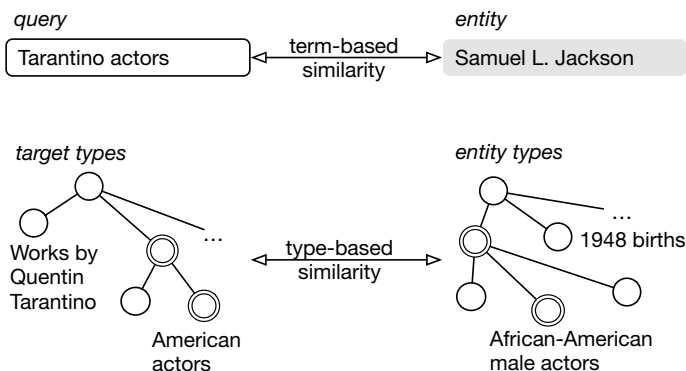 query
entity
Tarantino actors
term-based
similarity
Samuel L. Jackson
target types
entity types
...
...
Works by
Quentin
Tarantino
type-based
similarity
1948 births
American
actors
African-American
male actors